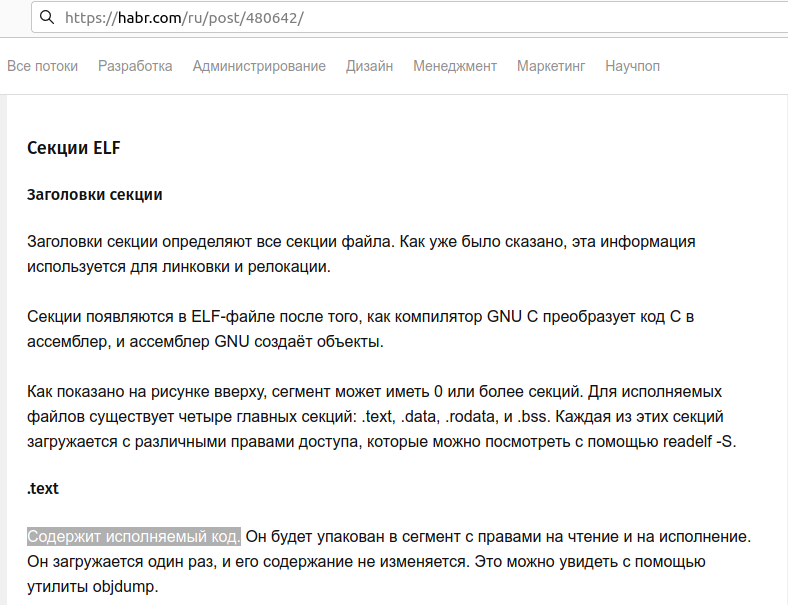 https://habr.com/ru/post/480642/
Все потоки Разработка Администрирование Дизайн Менеджмент Маркетинг Научпоп
Секции ELF
Заголовки секции
Заголовки секции определяют все секции файла. Как уже было сказано, эта информация
используется для линковки и релокации.
Секции появляются в ELF-файле после того, как компилятор GNU C преобразует код C в
ассемблер, и ассемблер GNU создаёт объекты.
Как показано на рисунке вверху, сегмент может иметь 0 или более секций. Для исполняемых
файлов существует четыре главных секций: .text, .data, .rodata, и .bss. Каждая из этих секций
загружается с различными правами доступа, которые можно посмотреть с помощью readelf -S.
.text
Содержит исполняемый код. Он будет упакован в сегмент с правами на чтение и на исполнение.
Он загружается один раз, и его содержание не изменяется. Это можно увидеть с помощью
утилиты objdump.